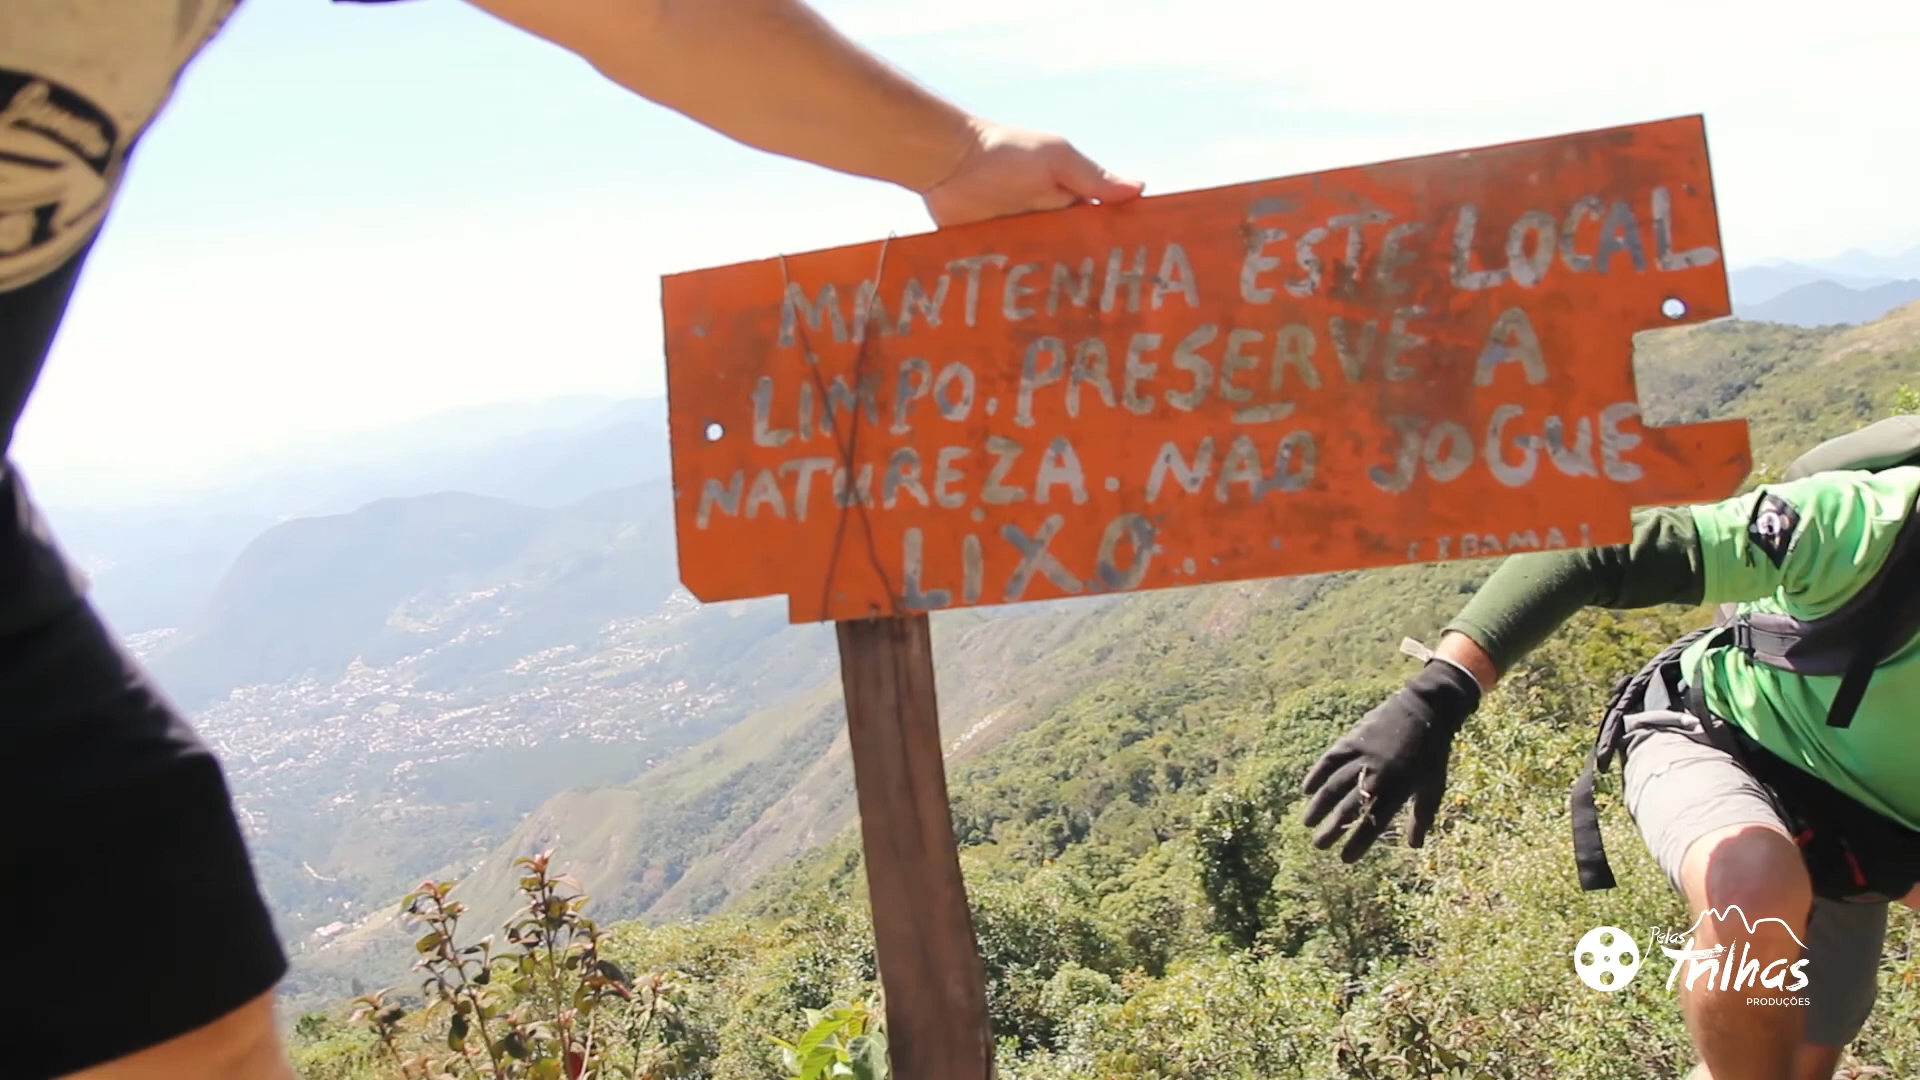 MANTENHA ESTE LOCAL
LIMPO. PRESERVE A
NATUREZA. NÃO JOGUE
LIXO...
(IBAMA)
Pelas
Trilhas
PRODUÇÕES